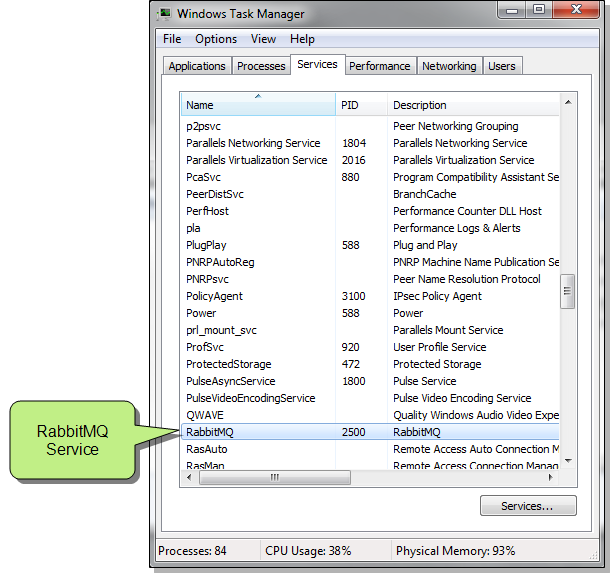 Windows Task Manager
File Options View Help
Applications Processes Services Performance Networking Users
Name PID Description
p2psvc Peer Networking Grouping
Parallels Networking Service 1804 Parallels Networking Service
Parallels Virtualization Service 2016 Parallels Virtualization Service
PcaSvc 880 Program Compatibility Assistant Se
PeerDistSvc BranchCache
PerfHost Performance Counter DLL Host
pla Performance Logs & Alerts
PlugPlay 588 Plug and Play
PNRPAutoReg PNRP Machine Name Publication Se
PNRPsvc Peer Name Resolution Protocol
PolicyAgent 3100 IPsec Policy Agent
Power 588 Power
prl_mount_svc Parallels Mount Service
ProfSvc 920 User Profile Service
ProtectedStorage 472 Protected Storage
PulseAsyncService 1800 Pulse Service
PulseVideoEncodingService Pulse Video Encoding Service
QWAVE Quality Windows Audio Video Expe
RabbitMQ 2500 RabbitMQ
RasAuto Remote Access Auto Connection M
RasMan Remote Access Connection Manag
RabbitMQ
Service
Services...
Processes: 84 CPU Usage: 38% Physical Memory: 93%